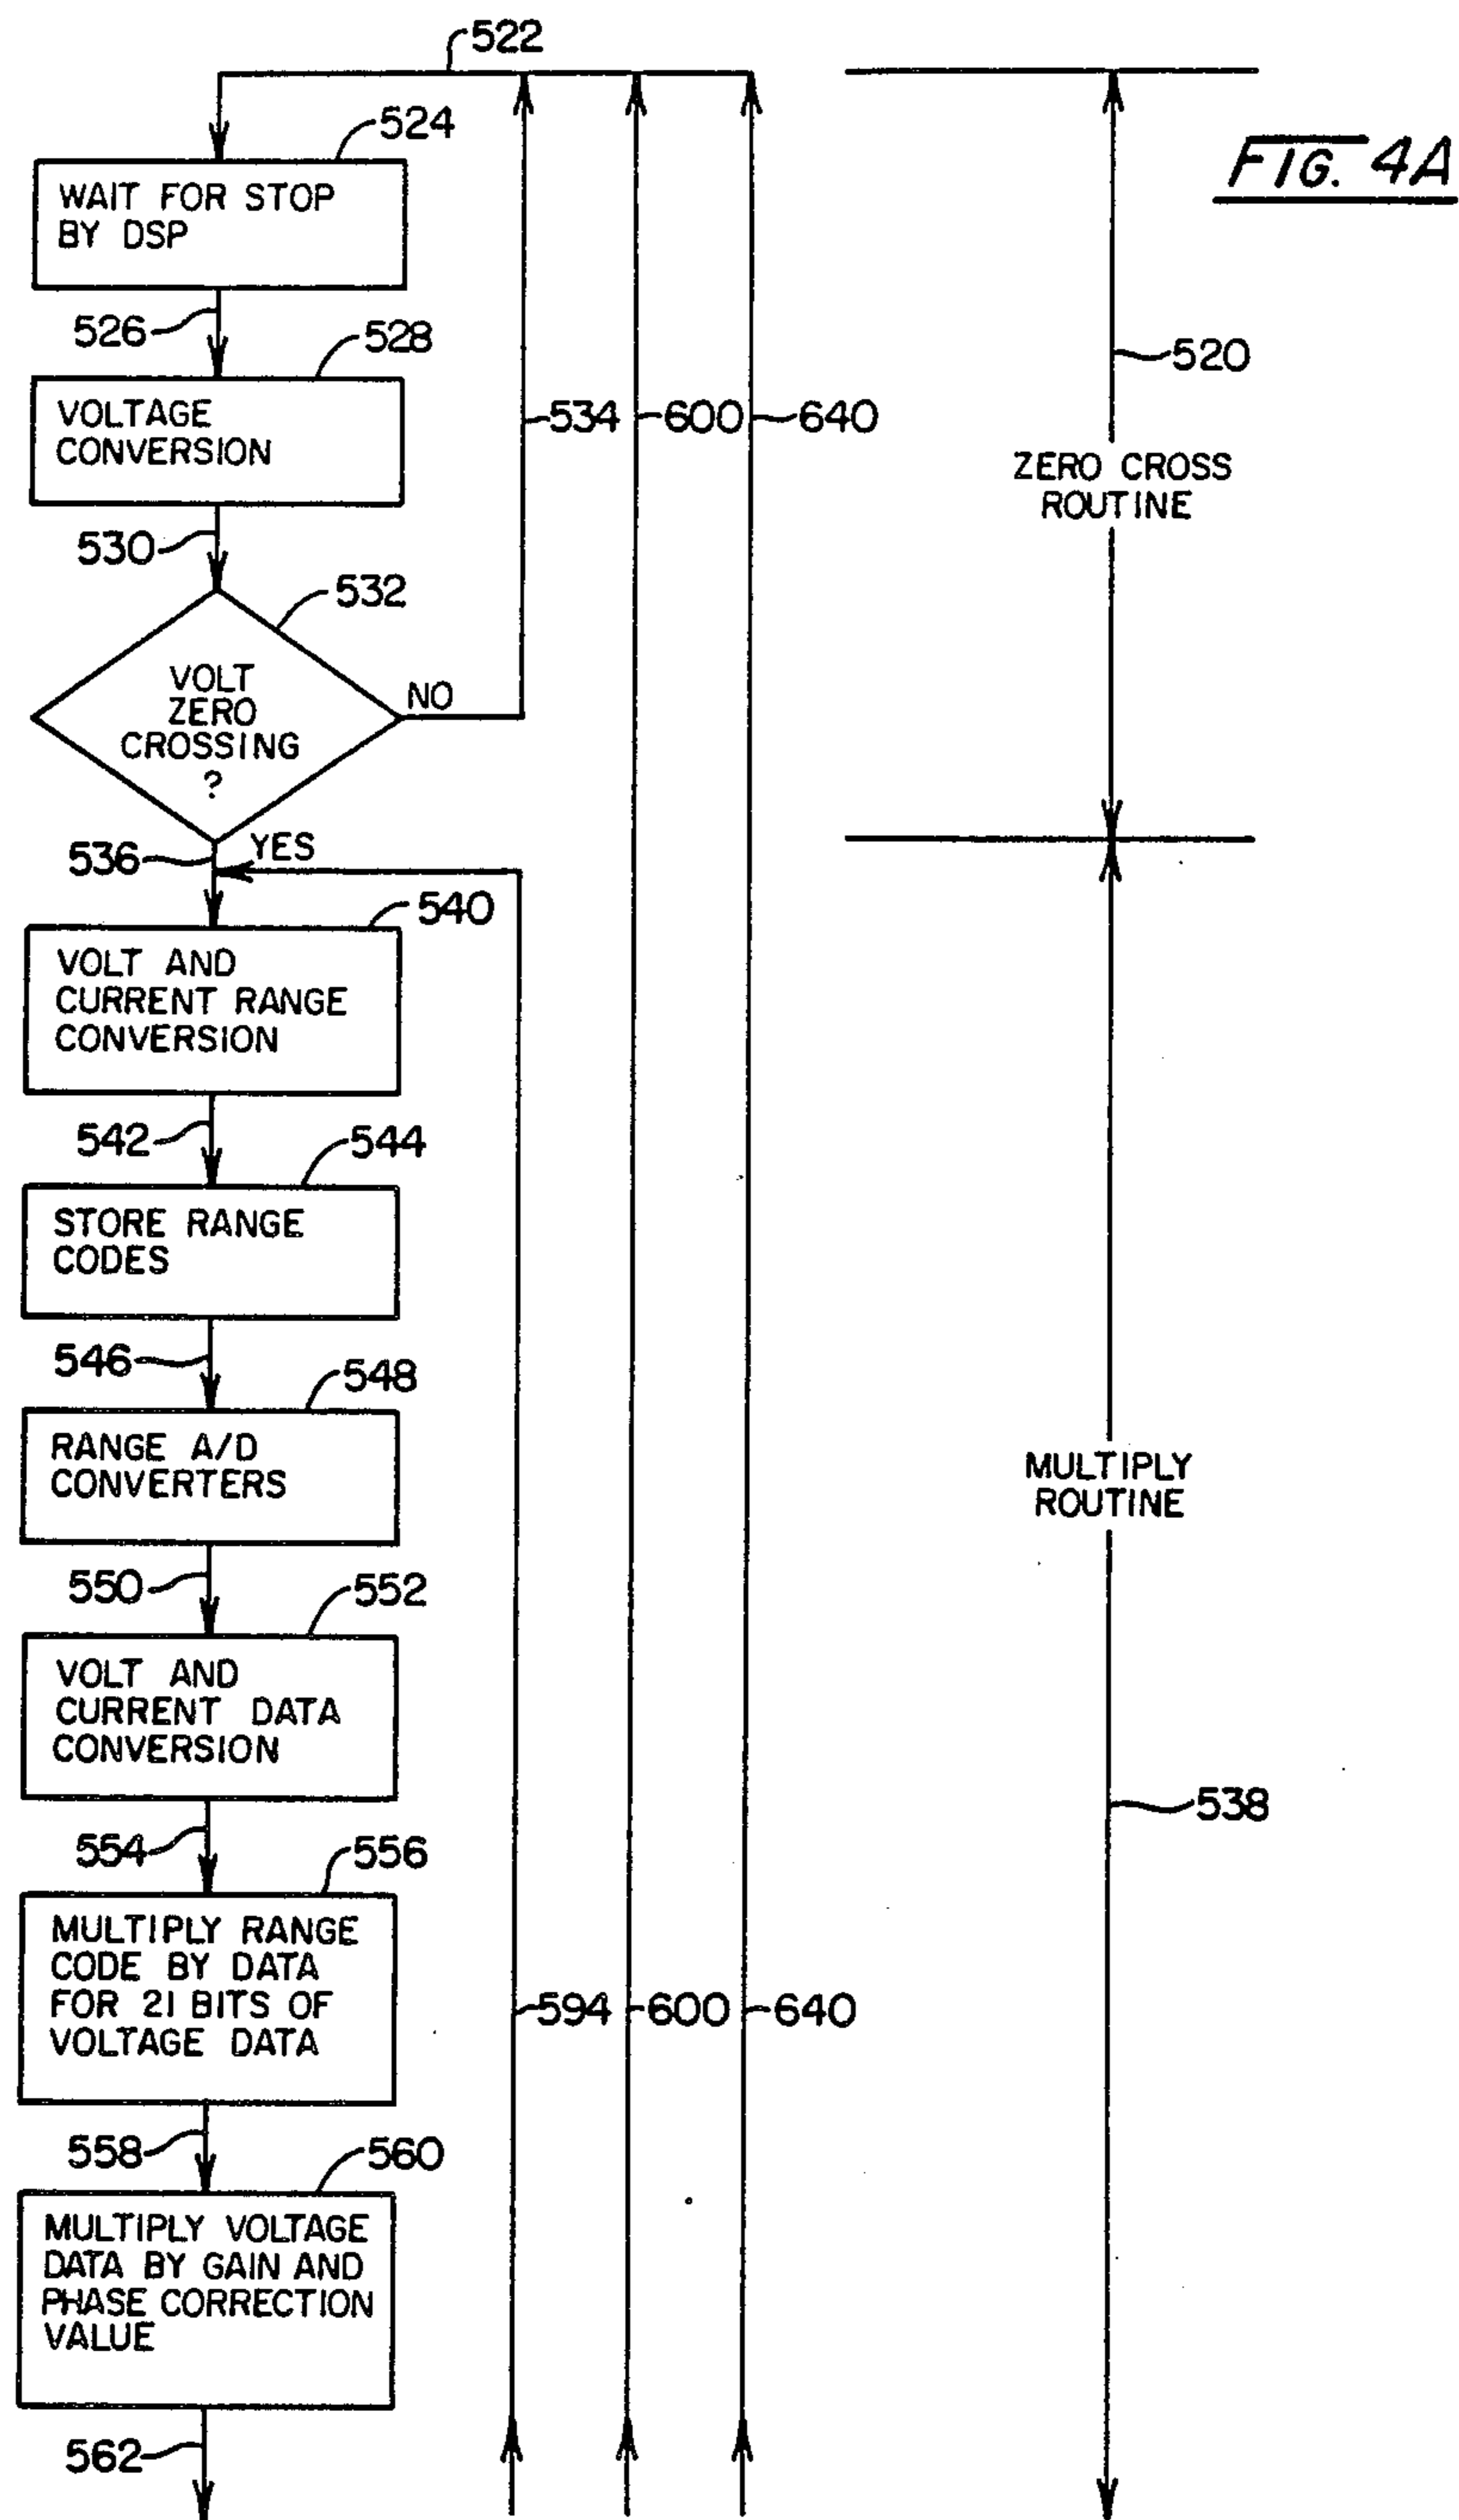 522
FIG. 4A
524
WAIT FOR STOP
BY DSP
526
528
520
VOLTAGE
CONVERSION
534
600
640
ZERO CROSS
ROUTINE
530
532
VOLT
ZERO
CROSSING
?
NO
YES
536
540
VOLT AND
CURRENT RANGE
CONVERSION
542
544
STORE RANGE
CODES
546
548
RANGE A/D
CONVERTERS
MULTIPLY
ROUTINE
550
552
VOLT AND
CURRENT DATA
CONVERSION
538
554
556
MULTIPLY RANGE
CODE BY DATA
FOR 21 BITS OF
VOLTAGE DATA
594
600
640
558
560
MULTIPLY VOLTAGE
DATA BY GAIN AND
PHASE CORRECTION
VALUE
562